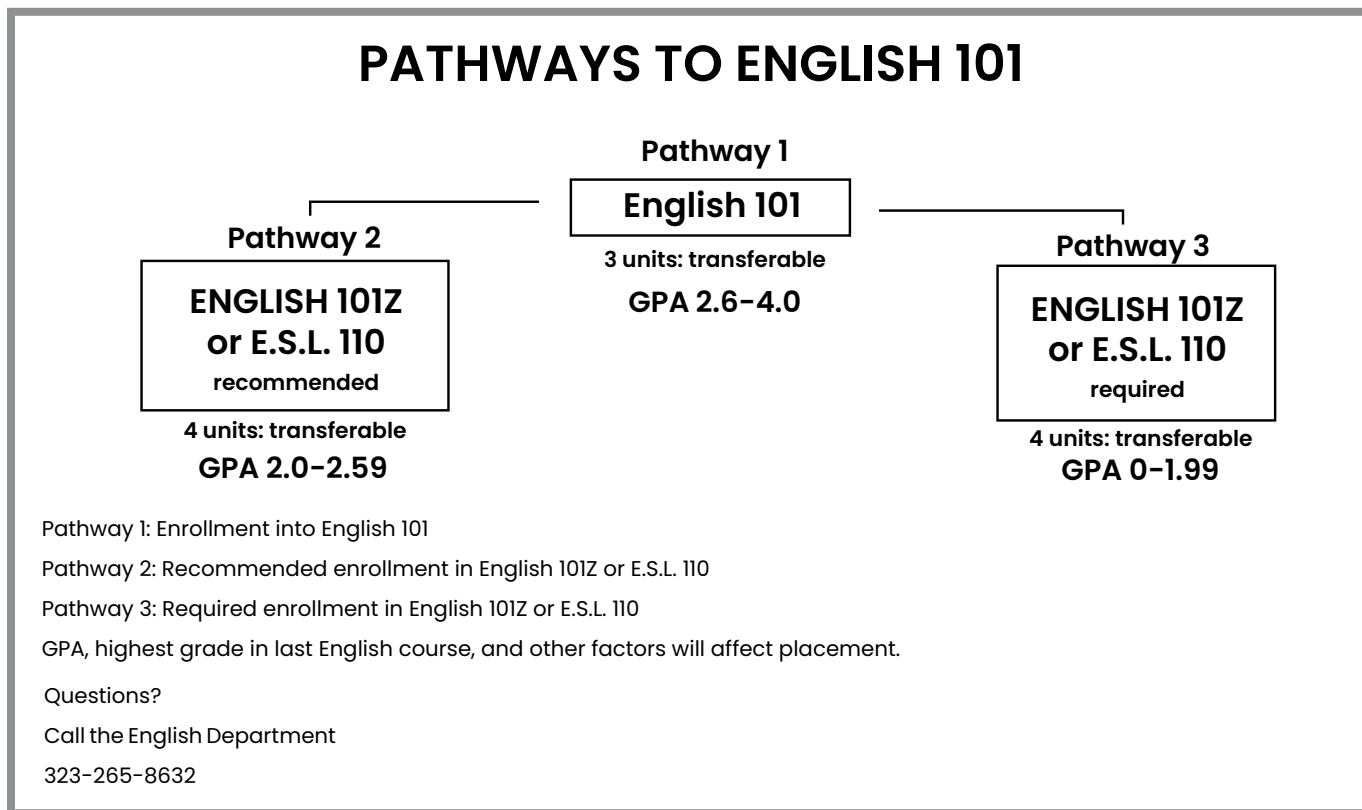 PATHWAYS TO ENGLISH 101
Pathway 1
English 101
3 units: transferable
GPA 2.6-4.0
Pathway 2
ENGLISH 101Z
or E.S.L. 110
recommended
4 units: transferable
GPA 2.0-2.59
Pathway 3
ENGLISH 101Z
or E.S.L. 110
required
4 units: transferable
GPA 0-1.99
Pathway 1: Enrollment into English 101
Pathway 2: Recommended enrollment in English 101Z or E.S.L. 110
Pathway 3: Required enrollment in English 101Z or E.S.L. 110
GPA, highest grade in last English course, and other factors will affect placement.
Questions?
Call the English Department
323-265-8632